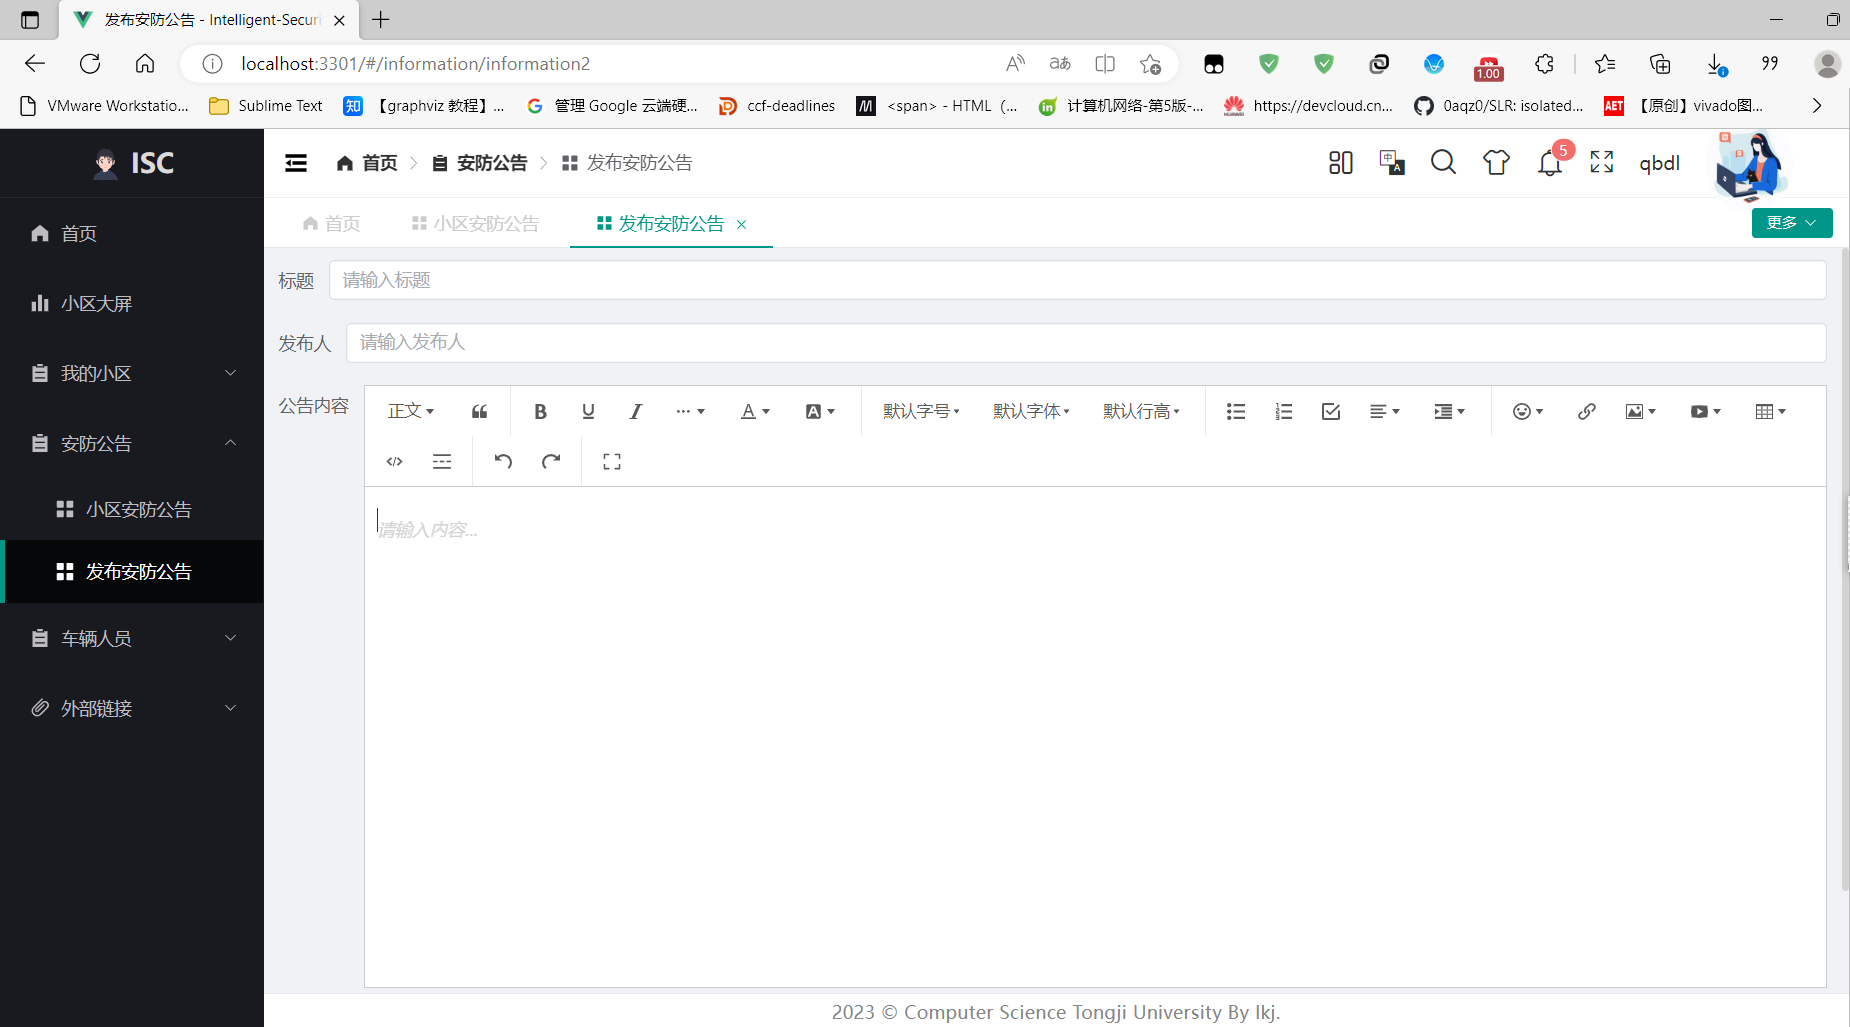 发布安防公告 - Intelligent-Securi
localhost:3301/#/information/information2
aあ
1.00
VMware Workstatio...
Sublime Text
知 【graphviz 教程】...
管理 Google 云端硬...
ccf-deadlines
<span> - HTML（...
计算机网络-第5版-...
https://devcloud.cn...
0aqz0/SLR: isolated...
AET 【原创】vivado图...
ISC
首页
安防公告
发布安防公告
5
qbdl
首页
小区安防公告
发布安防公告
更多
首页
小区大屏
我的小区
安防公告
小区安防公告
发布安防公告
车辆人员
外部链接
标题
请输入标题
发布人
请输入发布人
公告内容
正文
B
U
I
A
A
默认字号
默认字体
默认行高
请输入内容...
2023 © Computer Science Tongji University By lkj.